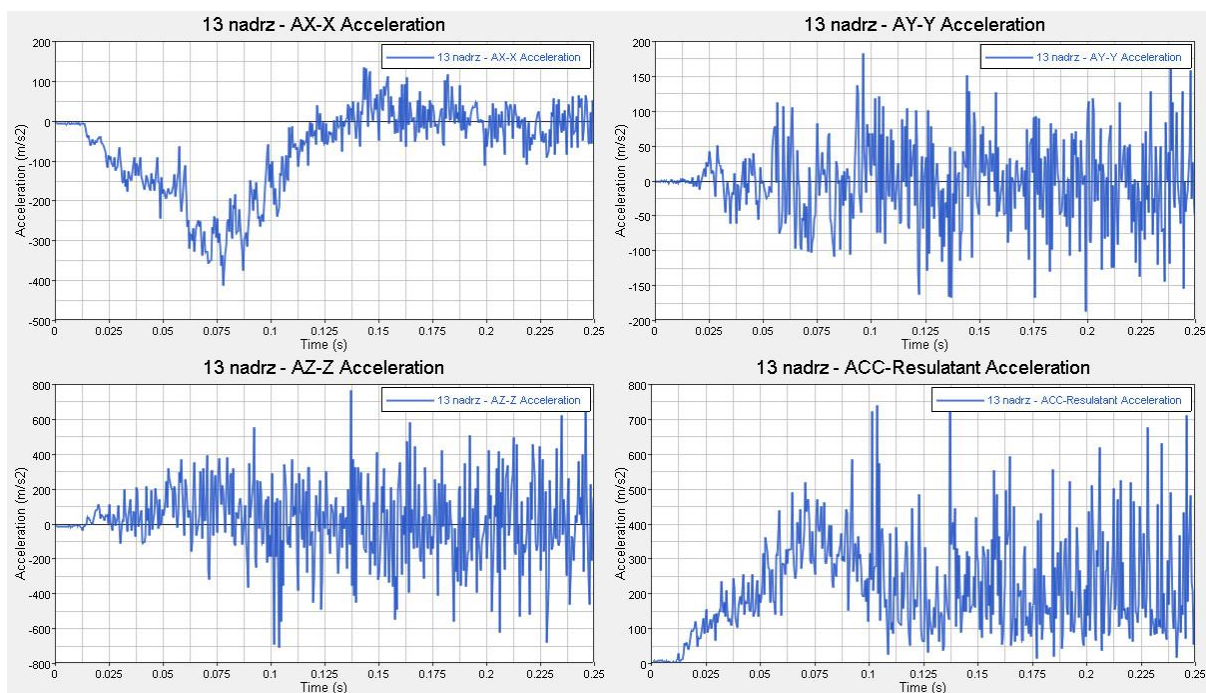 13 nadrz - AX-X Acceleration
13 nadrz - AX-X Acceleration
Acceleration (m/s2)
200
100
0
-100
-200
-300
-400
-500
0 0.025 0.05 0.075 0.1 0.125 0.15 0.175 0.2 0.225 0.25
Time (s)
13 nadrz - AY-Y Acceleration
13 nadrz - AY-Y Acceleration
Acceleration (m/s2)
200
150
100
50
0
-50
-100
-150
-200
0 0.025 0.05 0.075 0.1 0.125 0.15 0.175 0.2 0.225 0.25
Time (s)
13 nadrz - AZ-Z Acceleration
13 nadrz - AZ-Z Acceleration
Acceleration (m/s2)
800
600
400
200
0
-200
-400
-600
-800
0 0.025 0.05 0.075 0.1 0.125 0.15 0.175 0.2 0.225 0.25
Time (s)
13 nadrz - ACC-Resulatant Acceleration
13 nadrz - ACC-Resulatant Acceleration
Acceleration (m/s2)
800
700
600
500
400
300
200
100
0
0 0.025 0.05 0.075 0.1 0.125 0.15 0.175 0.2 0.225 0.25
Time (s)